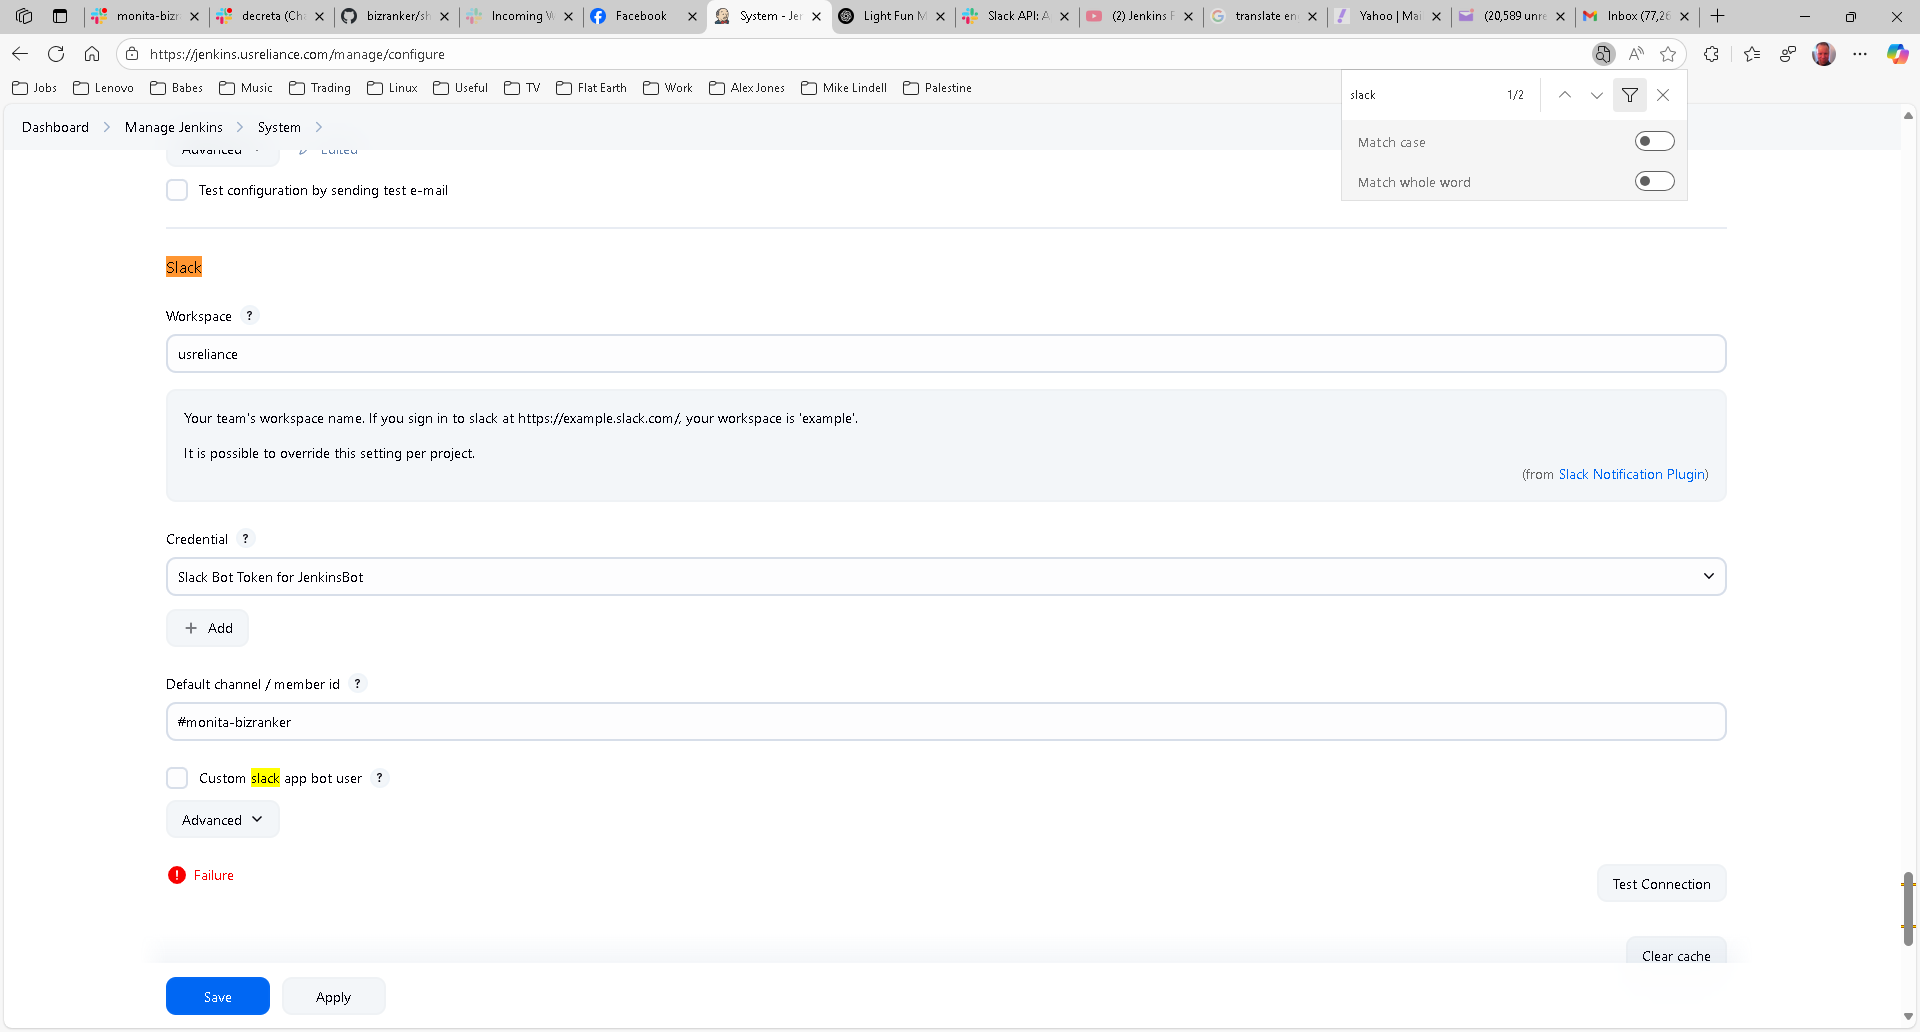 monita-bizr
decreta (Cha
bizranker/sh
Incoming W
Facebook
System - Jer
Light Fun M
Slack API: A
(2) Jenkins F
translate en
Yahoo | Mai
(20,589 unre
Inbox (77,26
https://jenkins.usreliance.com/manage/configure
Jobs
Lenovo
Babes
Music
Trading
Linux
Useful
TV
Flat Earth
Work
Alex Jones
Mike Lindell
Palestine
slack
1/2
Match case
Match whole word
Dashboard
Manage Jenkins
System
Advanced
Edited
Test configuration by sending test e-mail
Slack
Workspace ?
usreliance
Your team's workspace name. If you sign in to slack at https://example.slack.com/, your workspace is 'example'.
It is possible to override this setting per project.
(from Slack Notification Plugin)
Credential ?
Slack Bot Token for JenkinsBot
+ Add
Default channel / member id ?
#monita-bizranker
Custom slack app bot user ?
Advanced
! Failure
Test Connection
Clear cache
Save
Apply